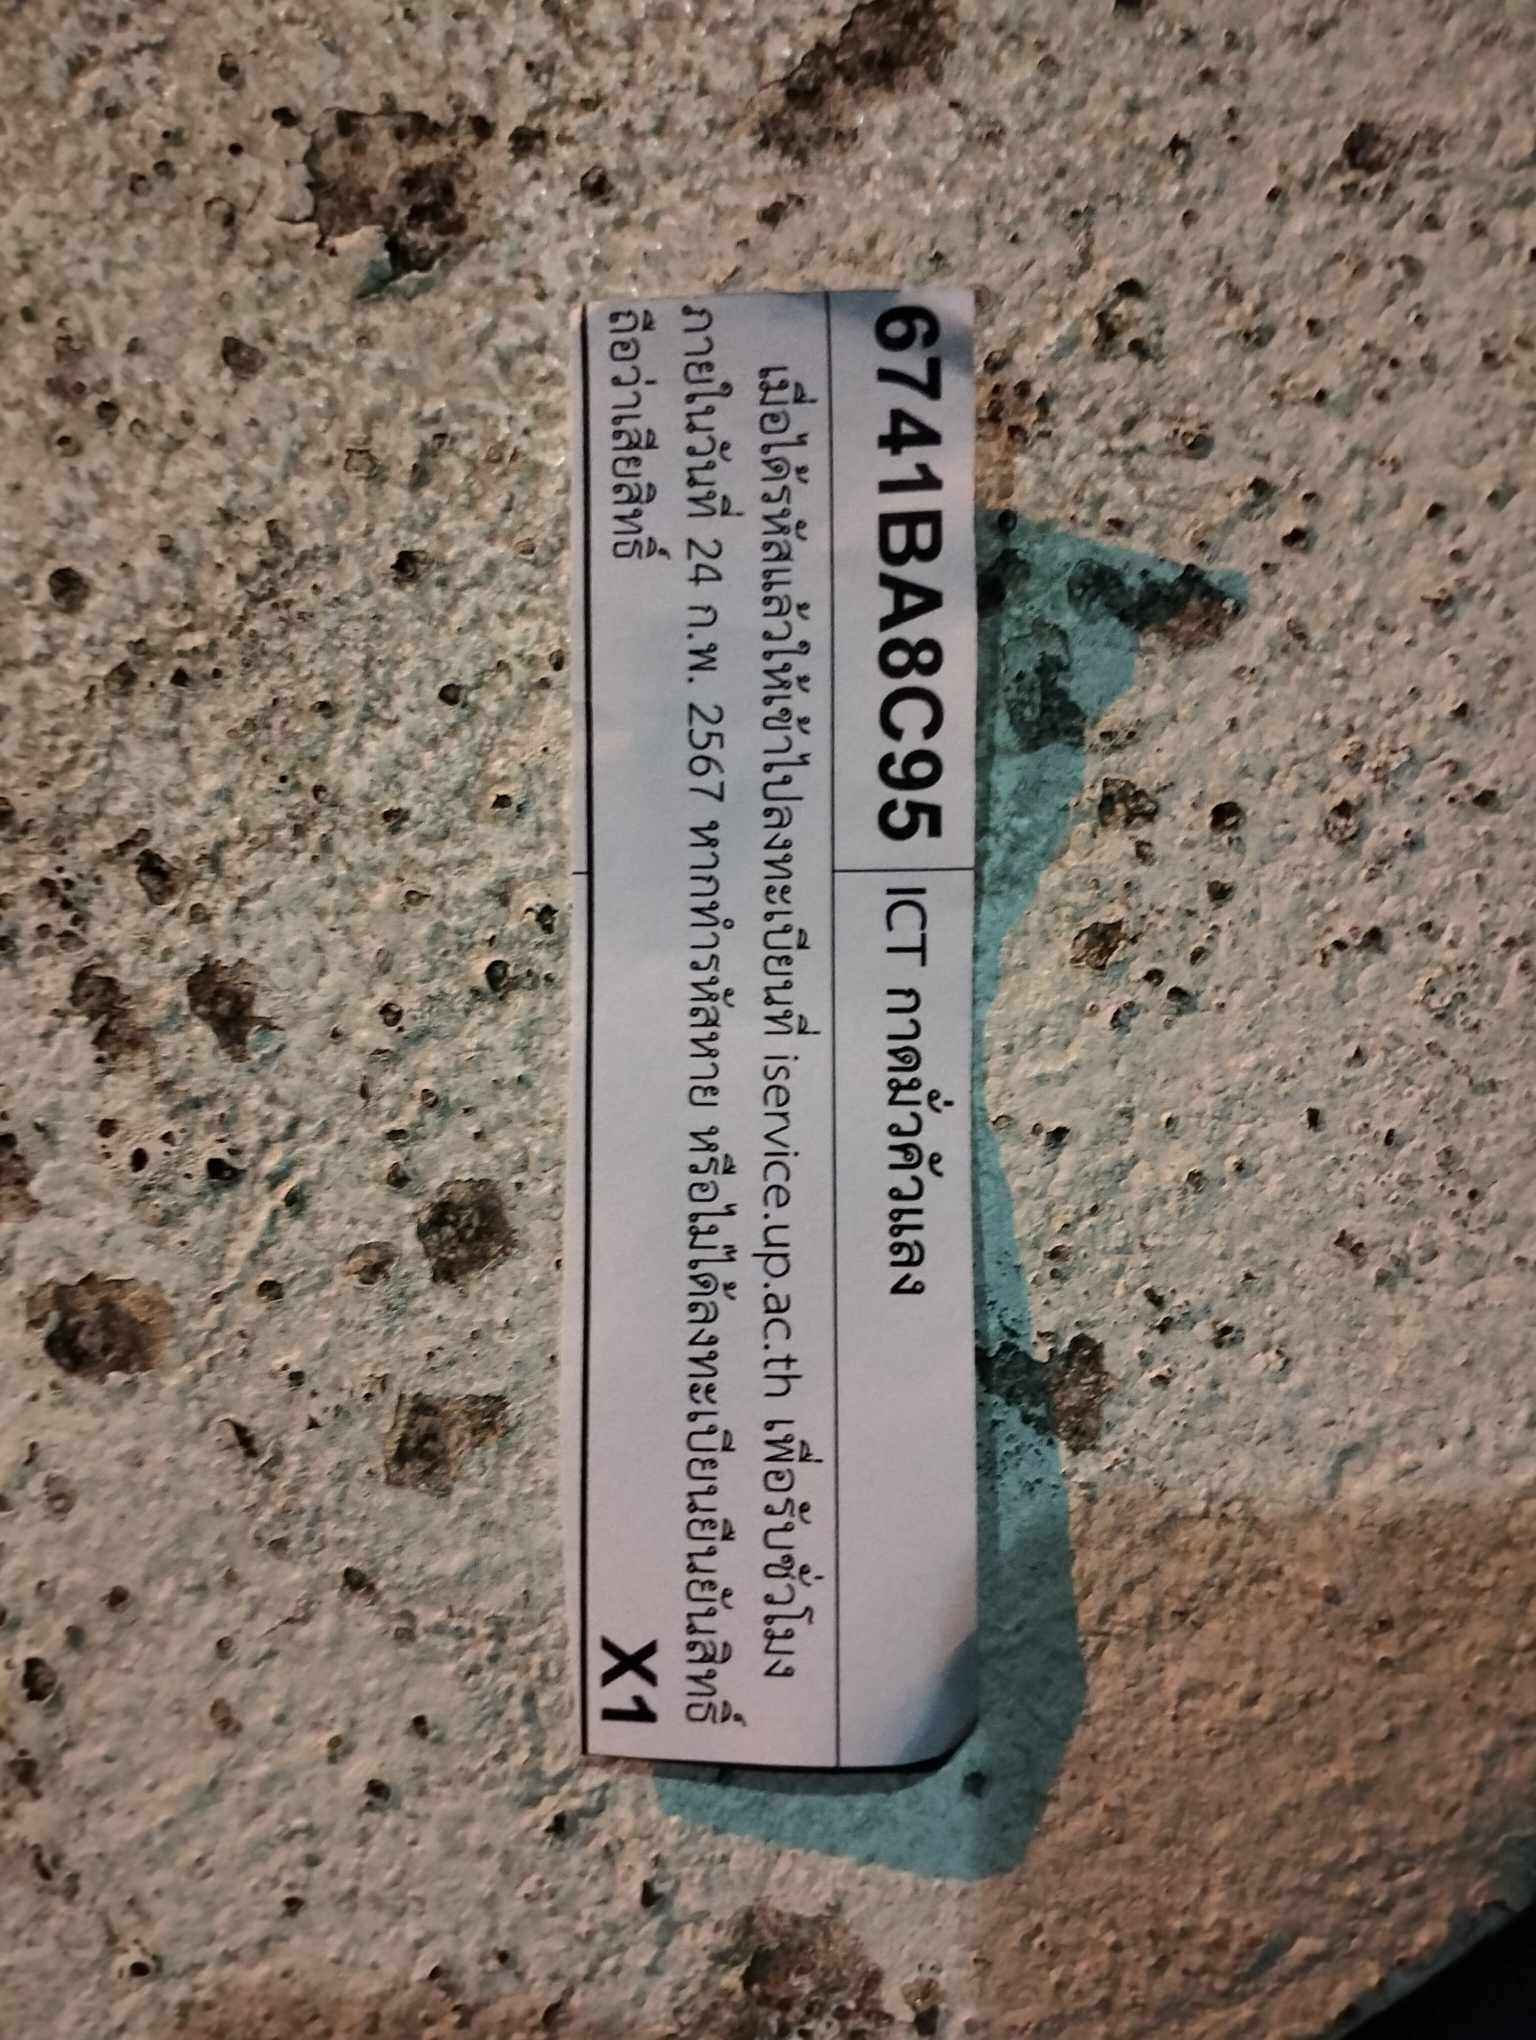 6741BA8C95 ICT กาดมั่วคัวแลง
เมื่อได้รหัสแล้วให้เข้าไปลงทะเบียนที่ iservice.up.ac.th เพื่อรับชั่วโมง
ภายในวันที่ 24 ก.พ. 2567 หากทำรหัสหาย หรือไม่ได้ลงทะเบียนยืนยันสิทธิ์
ถือว่าเสียสิทธิ์ X1